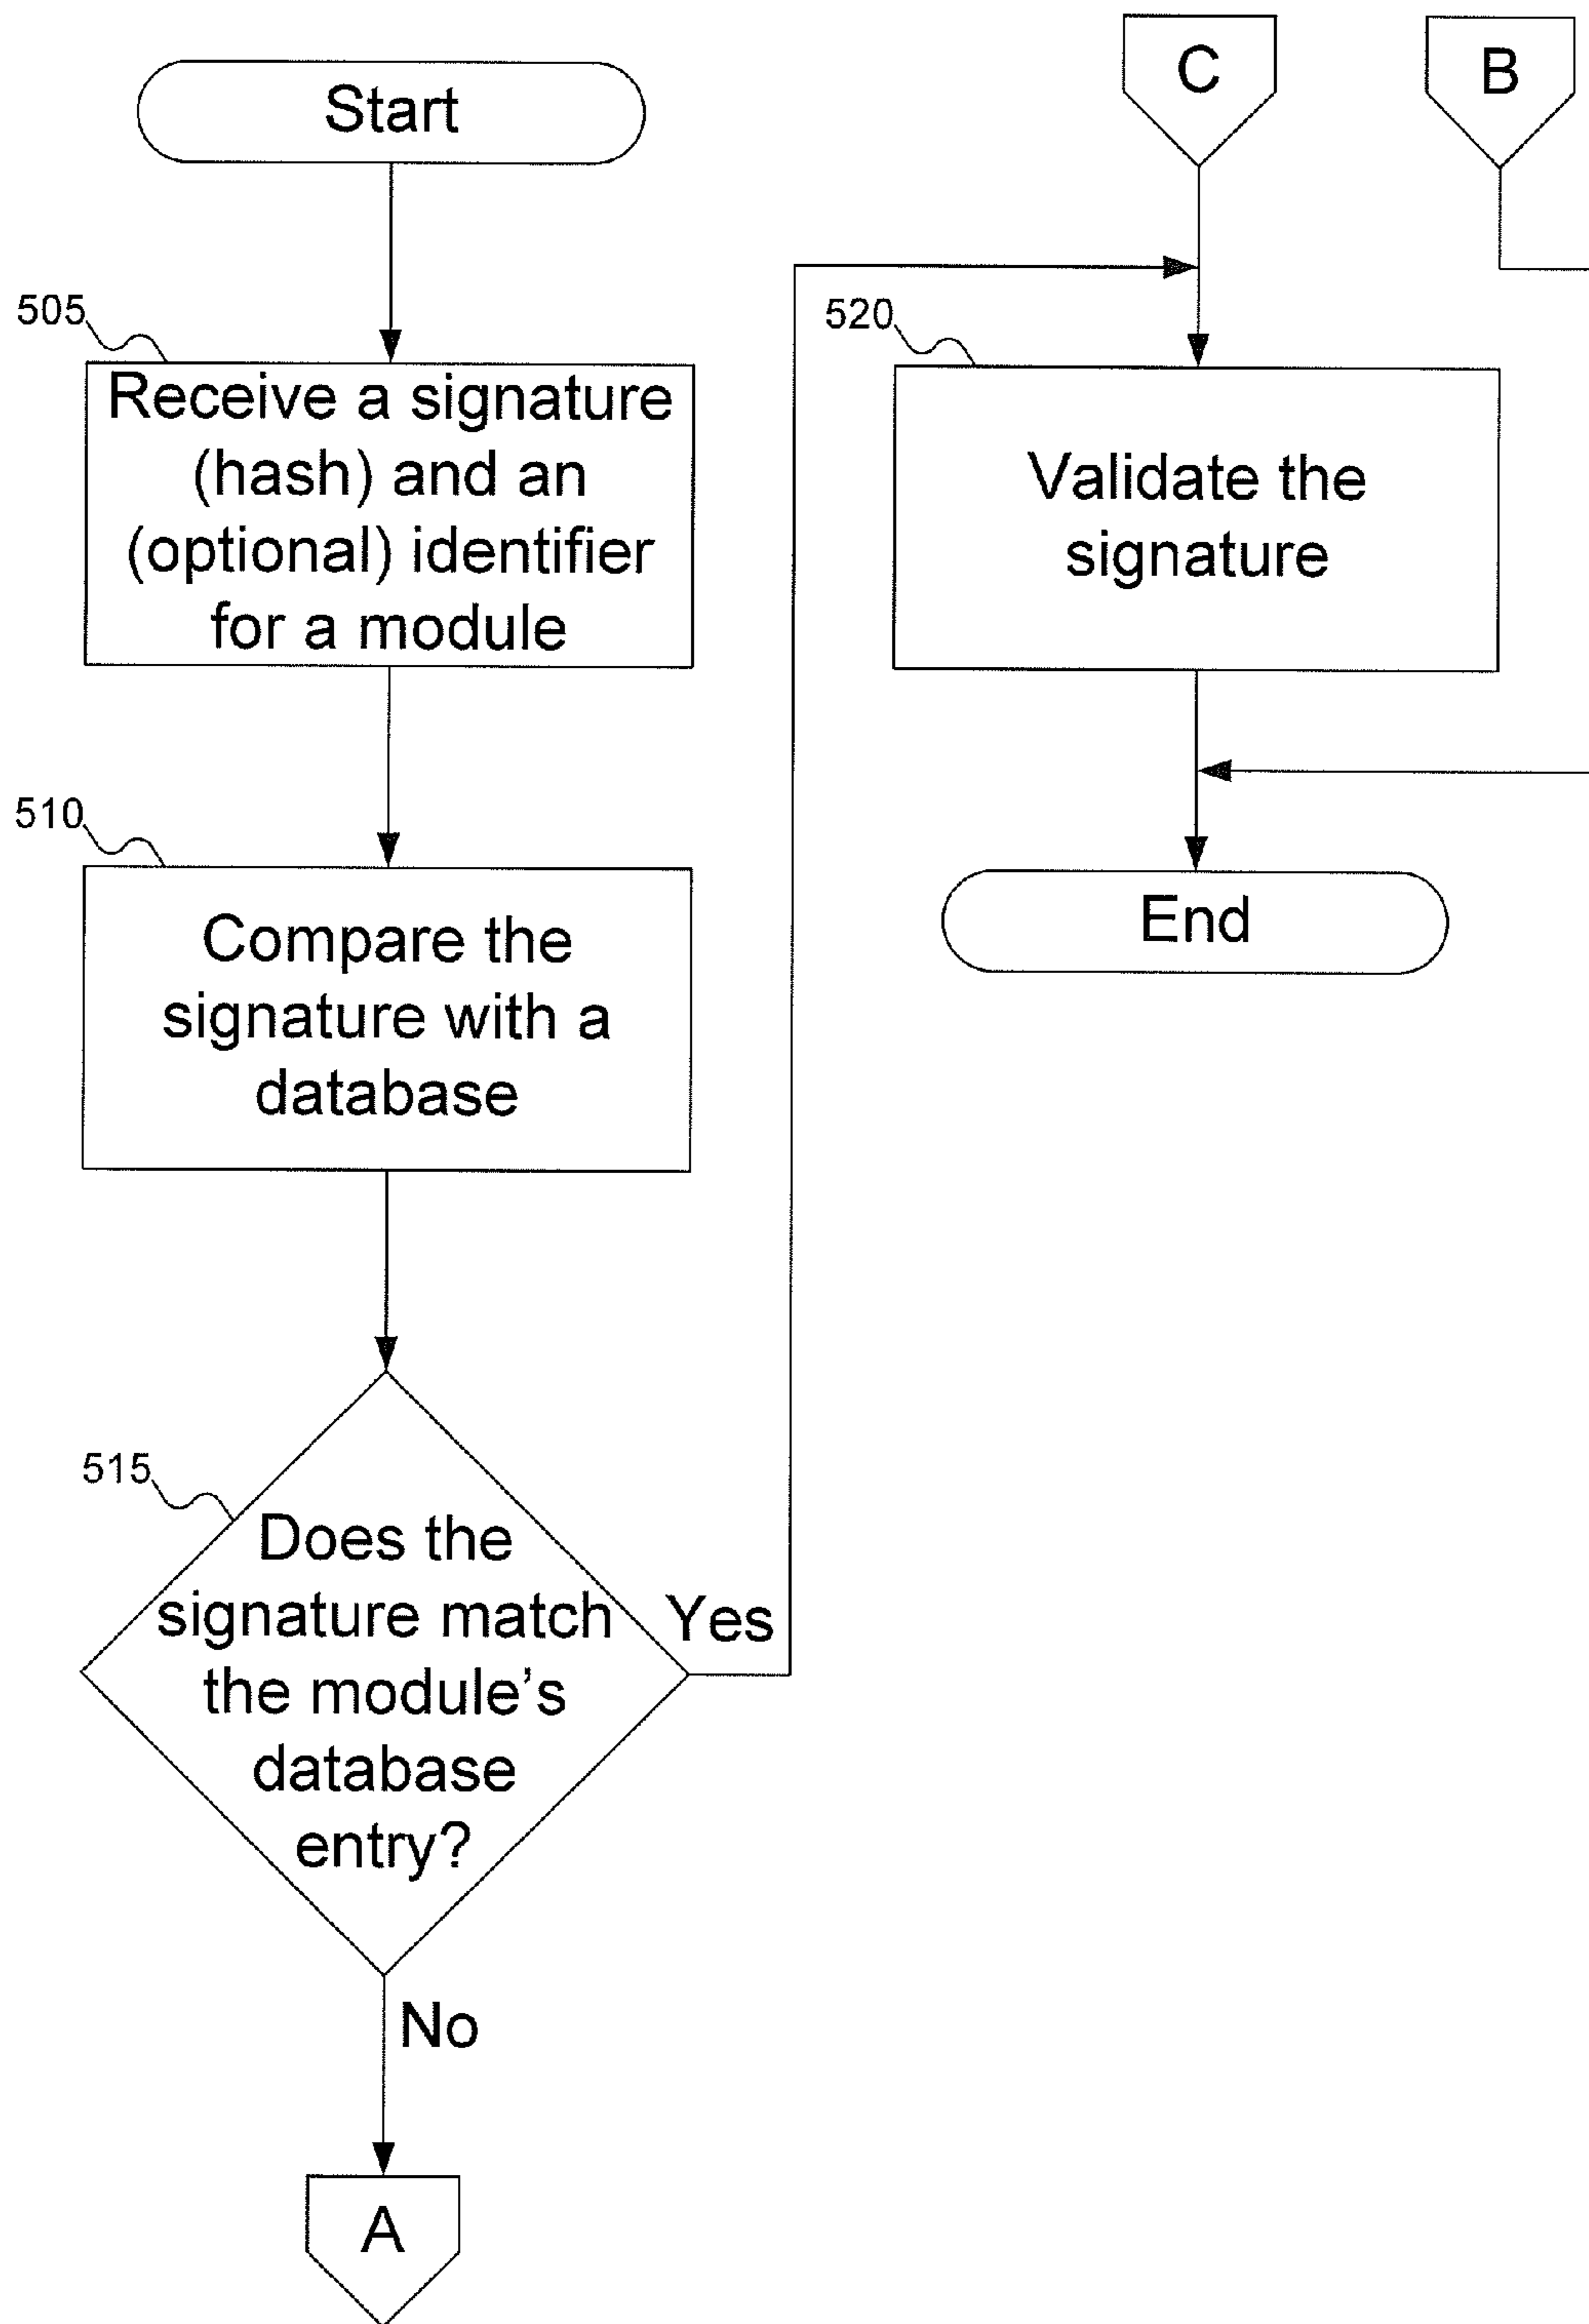 Start
505
Receive a signature
(hash) and an
(optional) identifier
for a module
510
Compare the
signature with a
database
515
Does the
signature match
the module's
database
entry?
Yes
No
A
C
B
520
Validate the
signature
End